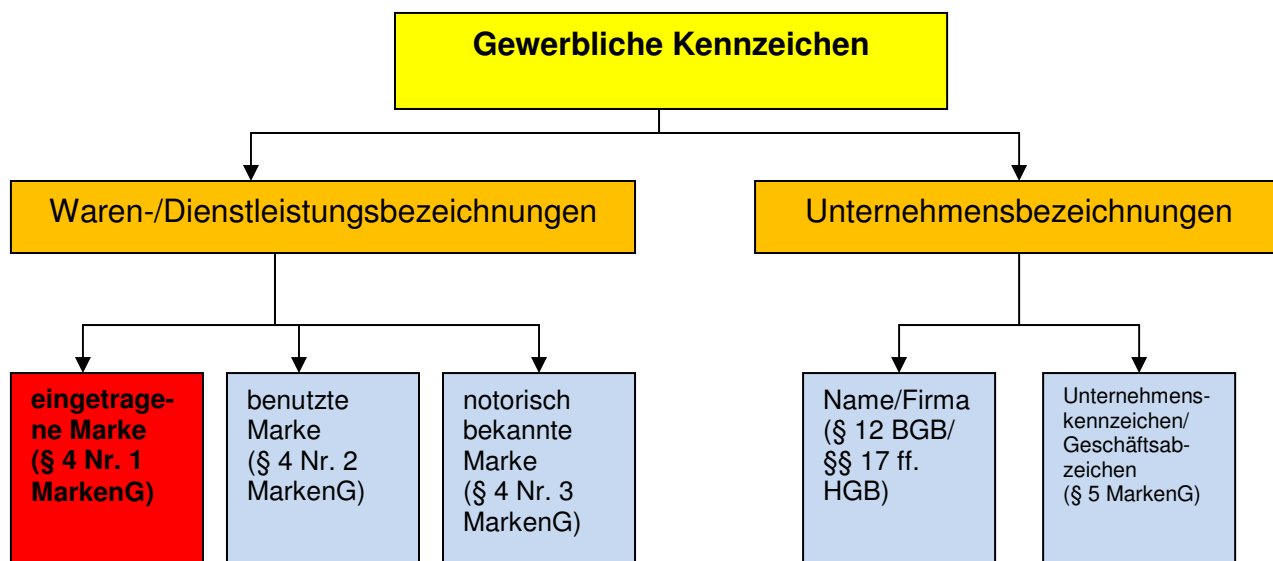 Gewerbliche Kennzeichen
Waren-/Dienstleistungsbezeichnungen
Unternehmensbezeichnungen
eingetrage-
ne Marke
(§ 4 Nr. 1
MarkenG)
benutzte
Marke
(§ 4 Nr. 2
MarkenG)
notorisch
bekannte
Marke
(§ 4 Nr. 3
MarkenG)
Name/Firma
(§ 12 BGB/
§§ 17 ff.
HGB)
Unternehmens-
kennzeichen/
Geschäftsab-
zeichen
(§ 5 MarkenG)